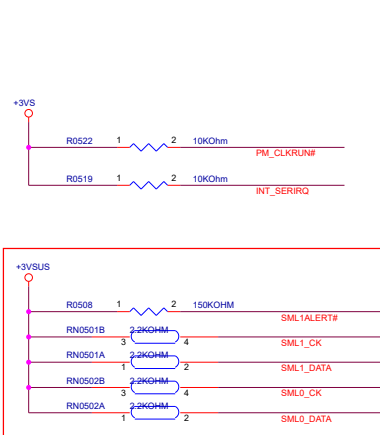 +3VS
R0522 1 2 10KOhm
PM_CLKRUN#
R0519 1 2 10KOhm
INT_SERIRQ
+3VSUS
R0508 1 2 150KOHM
SML1ALERT#
RN0501B 2.2KOHM
3 4 SML1_CK
RN0501A 2.2KOHM
1 2 SML1_DATA
RN0502B 2.2KOHM
3 4 SML0_CK
RN0502A 2.2KOHM
1 2 SML0_DATA